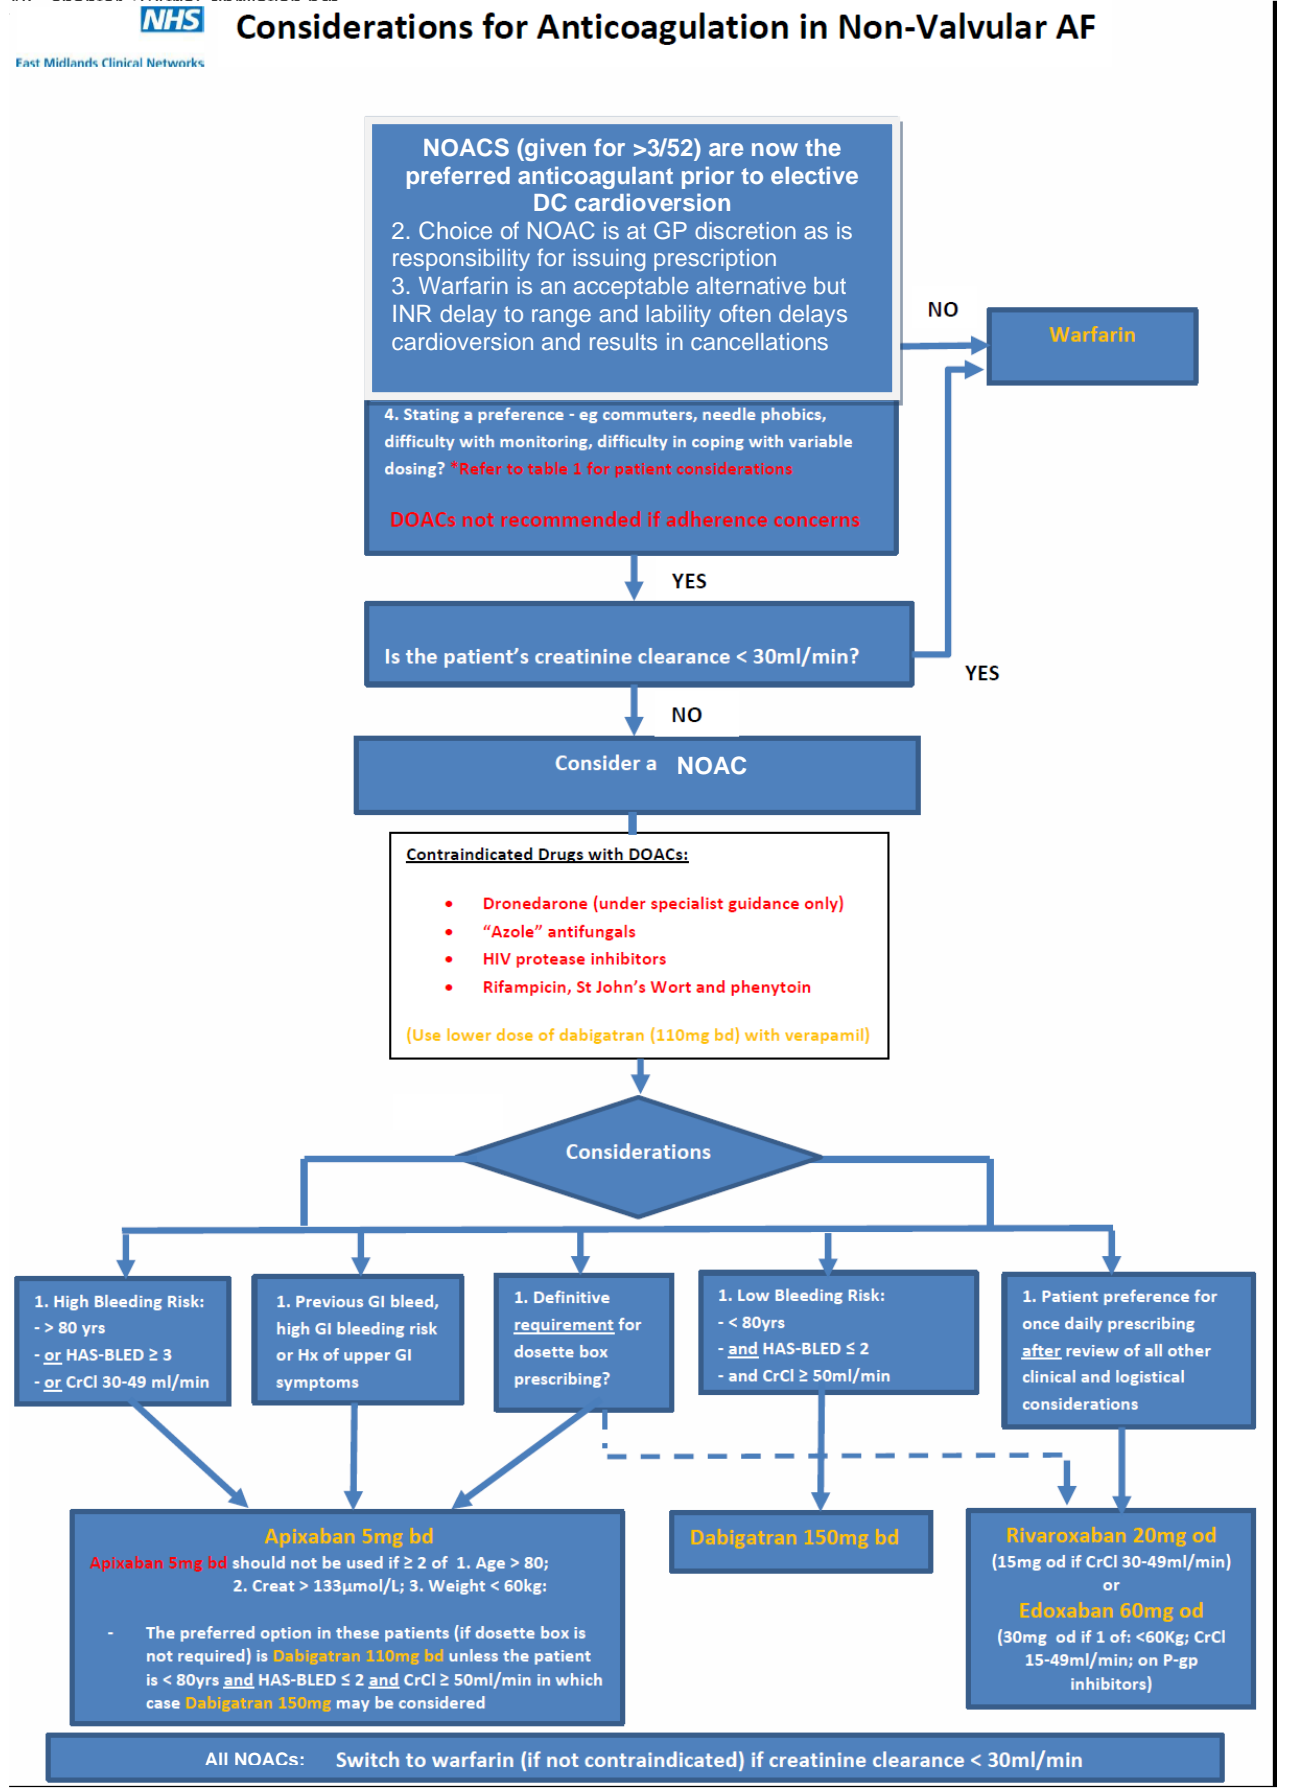 NHS
East Midlands Clinical Networks
Considerations for Anticoagulation in Non-Valvular AF
NOACS (given for >3/52) are now the
preferred anticoagulant prior to elective
DC cardioversion
2. Choice of NOAC is at GP discretion as is
responsibility for issuing prescription
3. Warfarin is an acceptable alternative but
INR delay to range and lability often delays
cardioversion and results in cancellations
NO
Warfarin
4. Stating a preference - eg commuters, needle phobics,
difficulty with monitoring, difficulty in coping with variable
dosing? *Refer to table 1 for patient considerations
DOACs not recommended if adherence concerns
YES
Is the patient's creatinine clearance < 30ml/min?
YES
NO
Consider a NOAC
Contraindicated Drugs with DOACs:
• Dronedarone (under specialist guidance only)
• “Azole” antifungals
• HIV protease inhibitors
• Rifampicin, St John’s Wort and phenytoin
(Use lower dose of dabigatran (110mg bd) with verapamil)
Considerations
1. High Bleeding Risk:
- > 80 yrs
- or HAS-BLED ≥ 3
- or CrCl 30-49 ml/min
1. Previous GI bleed,
high GI bleeding risk
or Hx of upper GI
symptoms
1. Definitive
requirement for
dosette box
prescribing?
1. Low Bleeding Risk:
- < 80yrs
- and HAS-BLED ≤ 2
- and CrCl ≥ 50ml/min
1. Patient preference for
once daily prescribing
after review of all other
clinical and logistical
considerations
Apixaban 5mg bd
Apixaban 5mg bd should not be used if ≥ 2 of 1. Age > 80;
2. Creat > 133µmol/L; 3. Weight < 60kg:
- The preferred option in these patients (if dosette box is
not required) is Dabigatran 110mg bd unless the patient
is < 80yrs and HAS-BLED ≤ 2 and CrCl ≥ 50ml/min in which
case Dabigatran 150mg may be considered
Dabigatran 150mg bd
Rivaroxaban 20mg od
(15mg od if CrCl 30-49ml/min)
or
Edoxaban 60mg od
(30mg od if 1 of: <60Kg; CrCl
15-49ml/min; on P-gp
inhibitors)
All NOACs: Switch to warfarin (if not contraindicated) if creatinine clearance < 30ml/min